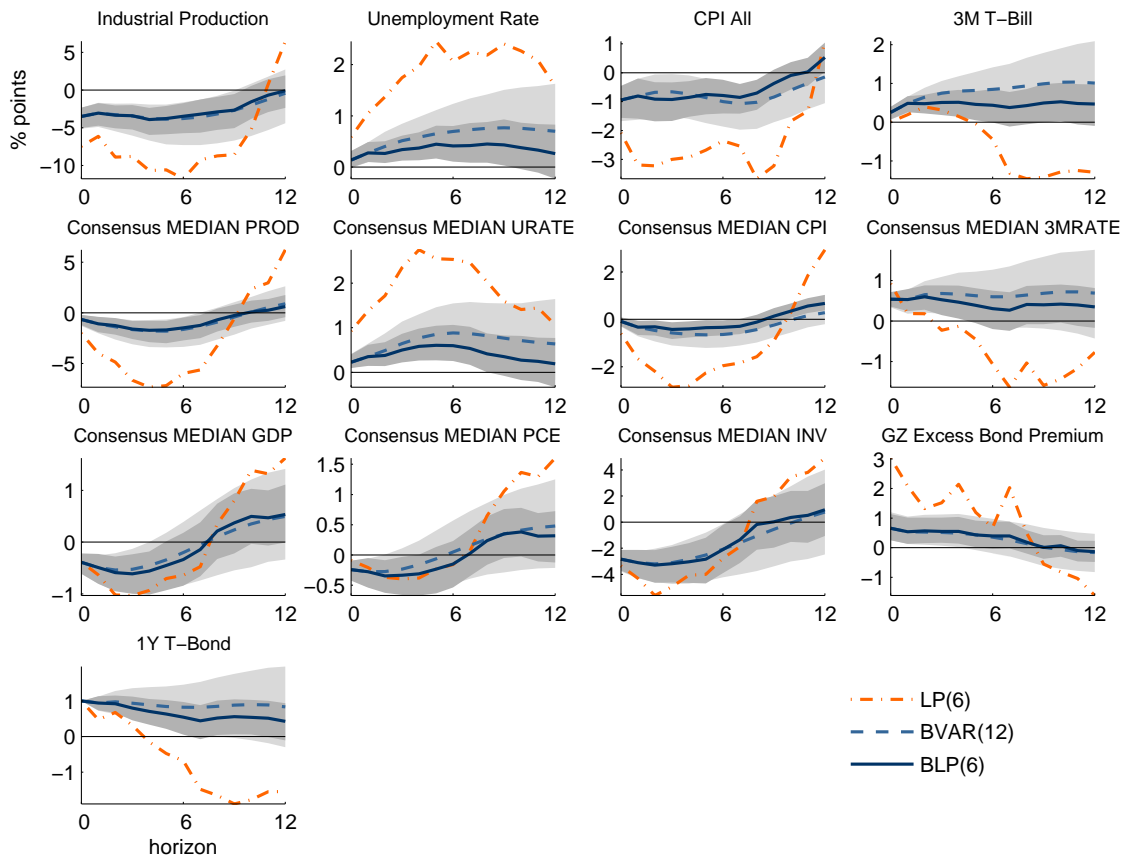 Industrial Production
Unemployment Rate
CPI All
3M T−Bill
% points
5
0
−5
−10
0 6 12
2
1
0
0 6 12
0
−1
−2
−3
0 6 12
2
1
0
−1
0 6 12
Consensus MEDIAN PROD
Consensus MEDIAN URATE
Consensus MEDIAN CPI
Consensus MEDIAN 3MRATE
5
0
−5
0 6 12
2
1
0
0 6 12
2
0
−2
0 6 12
1
0
−1
0 6 12
Consensus MEDIAN GDP
Consensus MEDIAN PCE
Consensus MEDIAN INV
GZ Excess Bond Premium
1
0
−1
0 6 12
1.5
0.5
0
−0.5
0 6 12
4
2
0
−2
−4
0 6 12
3
2
1
0
−1
0 6 12
1Y T−Bond
1
0
−1
0 6 12
horizon
LP(6)
BVAR(12)
BLP(6)